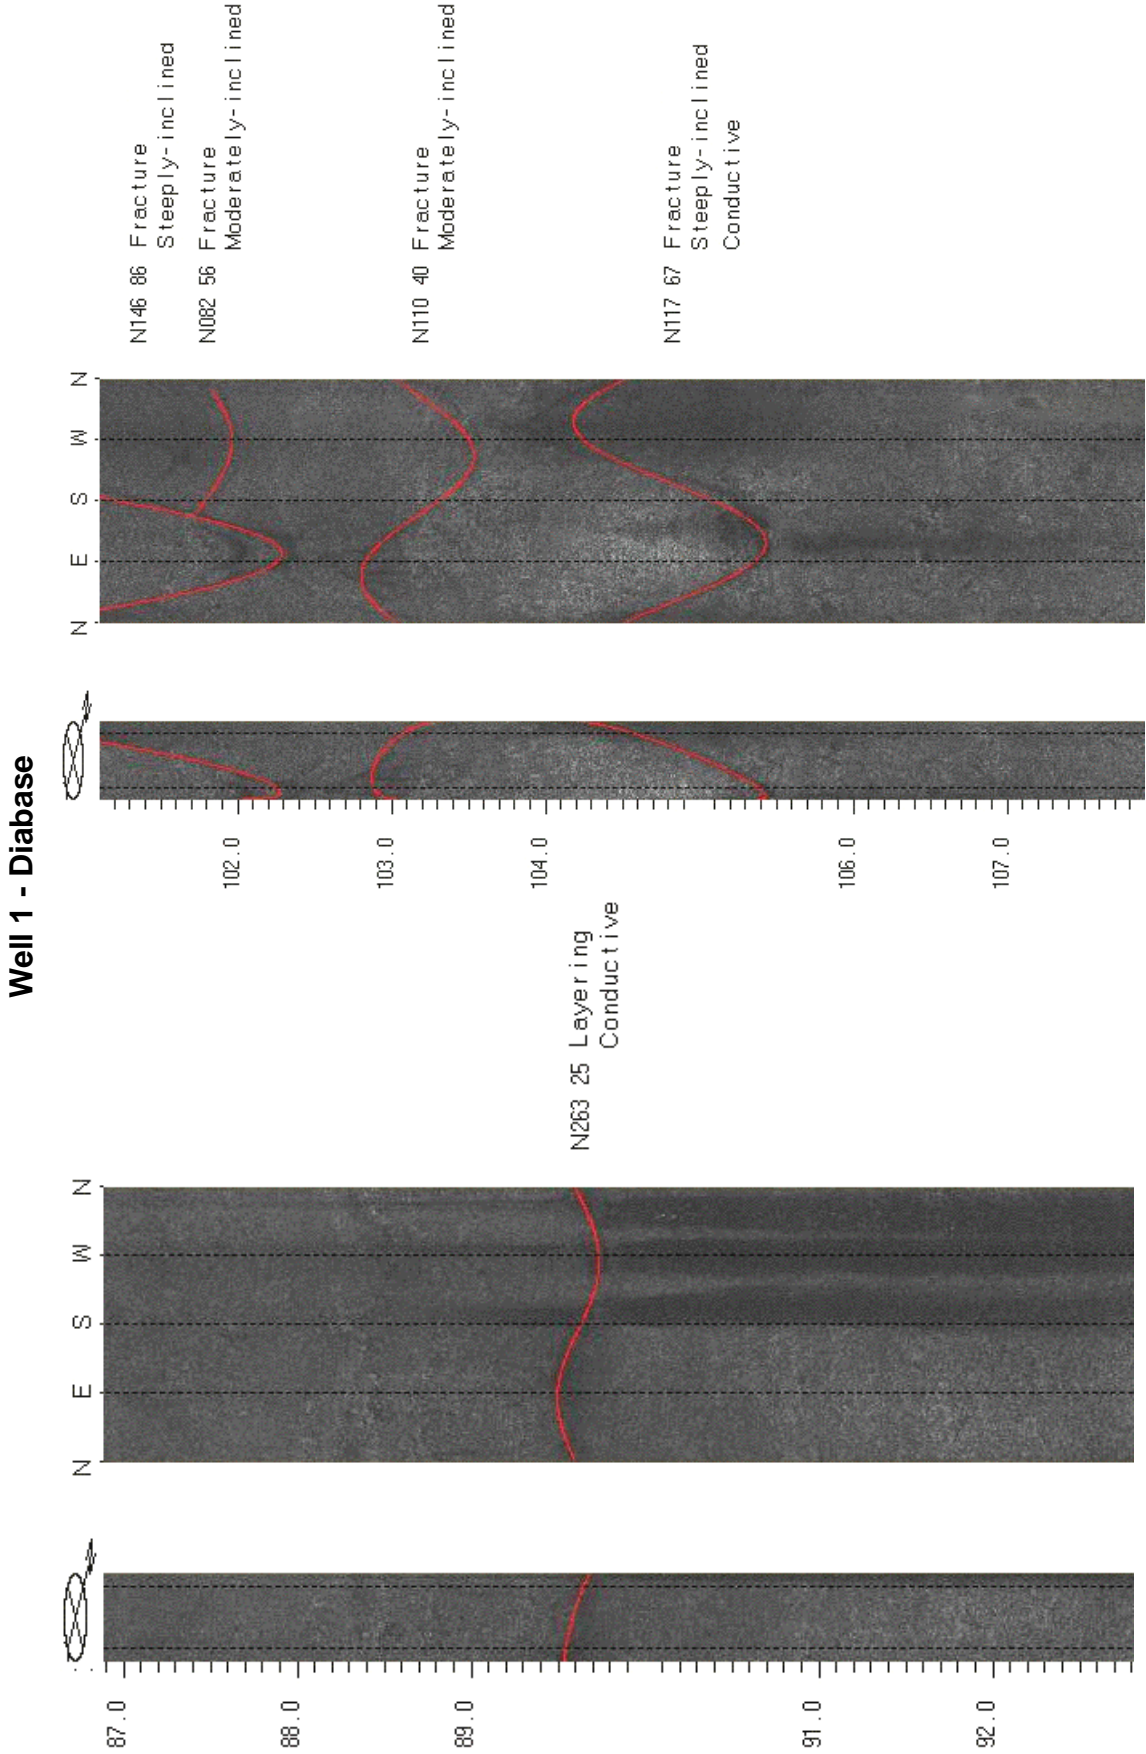 Well 1 - Diabase
N
E
S
W
N
87.0
88.0
89.0
91.0
92.0
N263 25 Layering
Conductive
N
E
S
W
N
102.0
103.0
104.0
106.0
107.0
N146 86 Fracture
Steeply-inclined
N082 56 Fracture
Moderately-inclined
N110 40 Fracture
Moderately-inclined
N117 67 Fracture
Steeply-inclined
Conductive